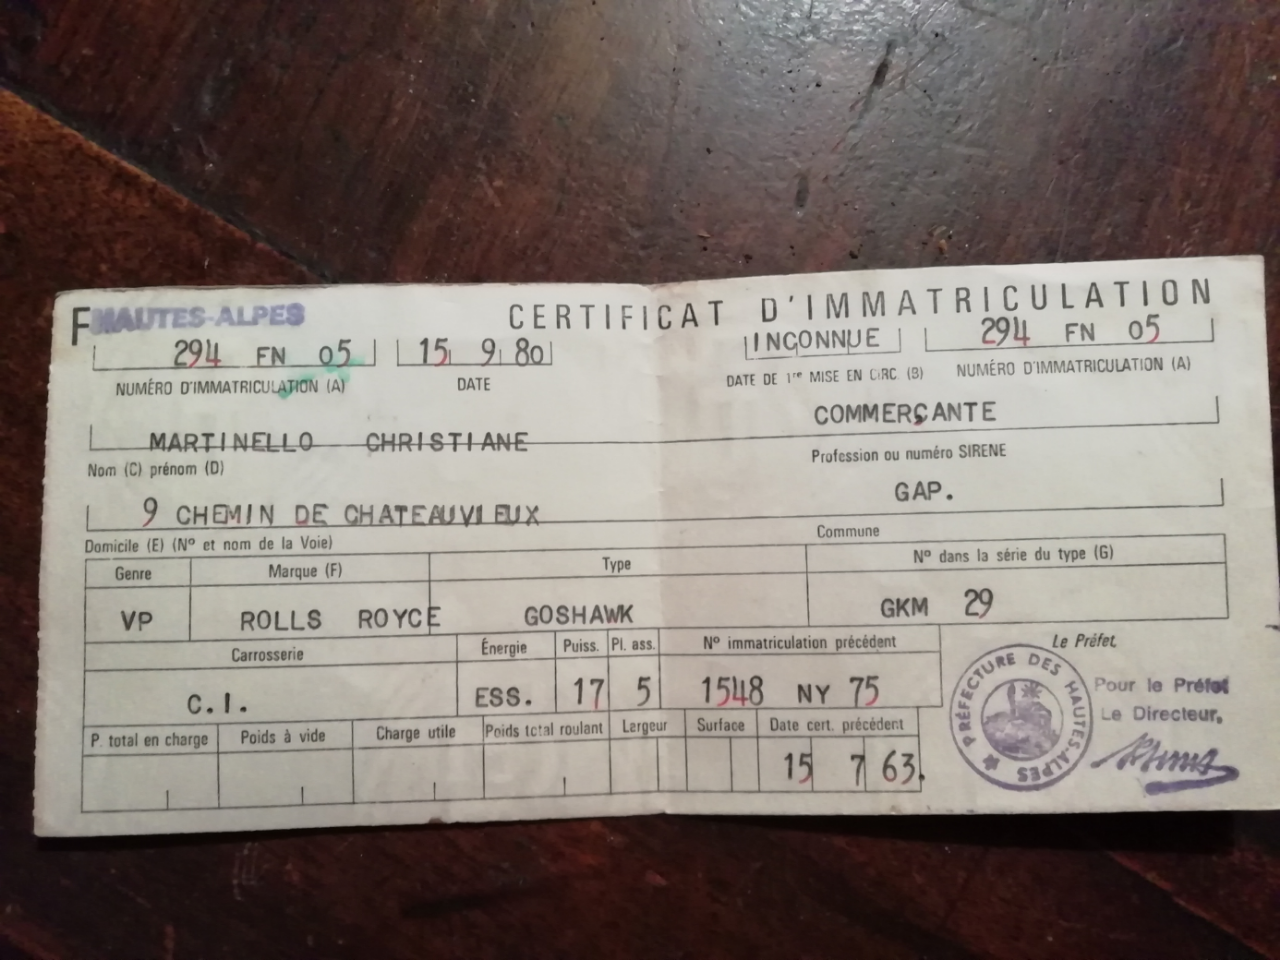 F HAUTES-ALPES CERTIFICAT D'IMMATRICULATION
294 FN 05 15 9 80 INCONNUE 294 FN 05
NUMÉRO D'IMMATRICULATION (A) DATE DATE DE 1re MISE EN CIRC. (B) NUMÉRO D'IMMATRICULATION (A)
MARTINELLO CHRISTIANE COMMERÇANTE
Nom (C) prénom (D) Profession ou numéro SIRENE
9 CHEMIN DE CHATEAUVIEUX GAP.
Domicile (E) (No et nom de la Voie) Commune
Genre Marque (F) Type No dans la série du type (G)
VP ROLLS ROYCE GOSHAWK GKM 29
Carrosserie Énergie Puiss. Pl. ass. No immatriculation précédent Le Préfet,
C.I. ESS. 17 5 1548 NY 75
P. total en charge Poids à vide Charge utile Poids total roulant Largeur Surface Date cert. précédent
15 7 63.
PRÉFECTURE DES HAUTES-ALPES
Pour le Préfet
Le Directeur,